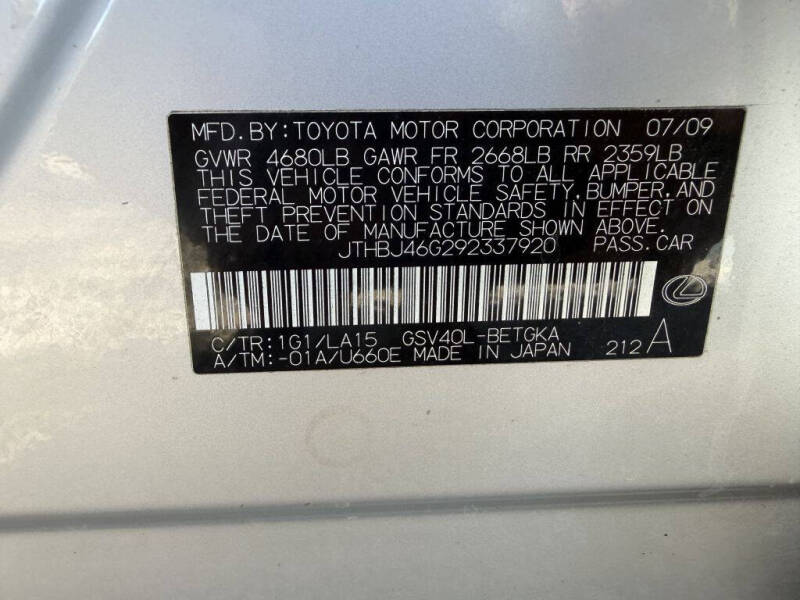 MFD. BY: TOYOTA MOTOR CORPORATION 07/09
GVWR 4680LB GAWR FR 2668LB RR 2359LB
THIS VEHICLE CONFORMS TO ALL APPLICABLE
FEDERAL MOTOR VEHICLE SAFETY, BUMPER, AND
THEFT PREVENTION STANDARDS IN EFFECT ON
THE DATE OF MANUFACTURE SHOWN ABOVE.
JTHBJ46G292337920 PASS. CAR
C/TR: 1G1/LA15 GSV40L-BETGKA
A/TM: -01A/U660E MADE IN JAPAN 212 A